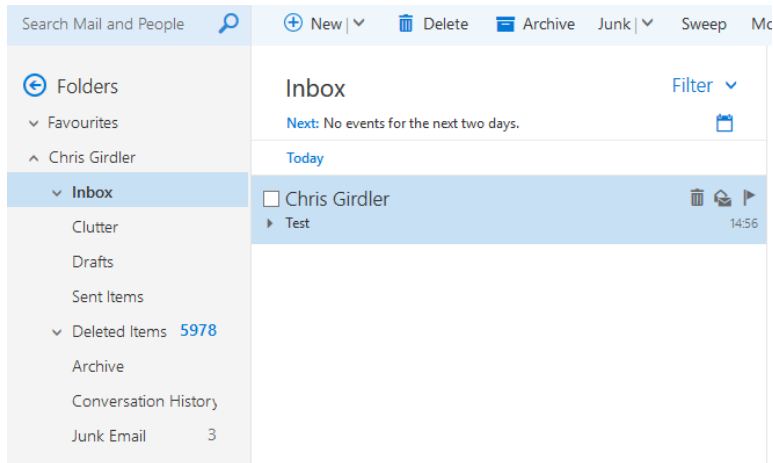 Search Mail and People
New | Delete Archive Junk | Sweep
Folders
Favourites
Chris Girdler
Inbox
Clutter
Drafts
Sent Items
Deleted Items 5978
Archive
Conversation History
Junk Email 3
Inbox
Filter
Next: No events for the next two days.
Today
Chris Girdler
Test
14:56